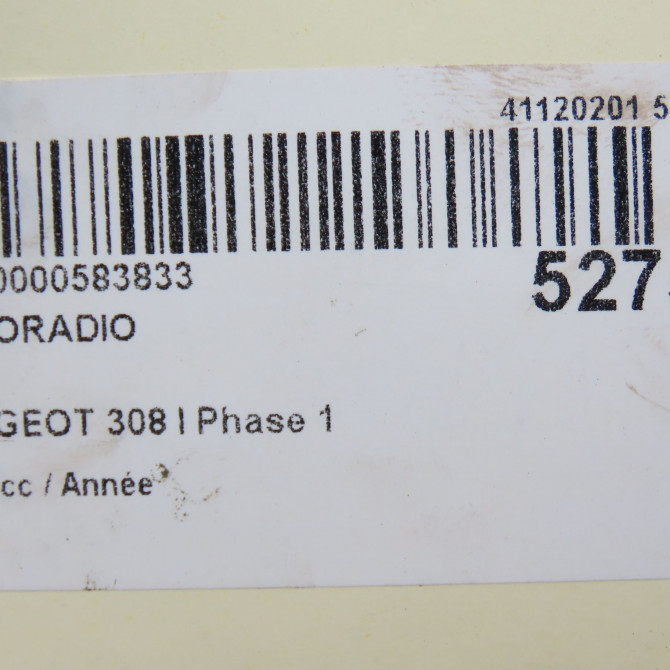 41120201 5
0000583833
527
ORADIO
GEOT 308 I Phase 1
cc / Année